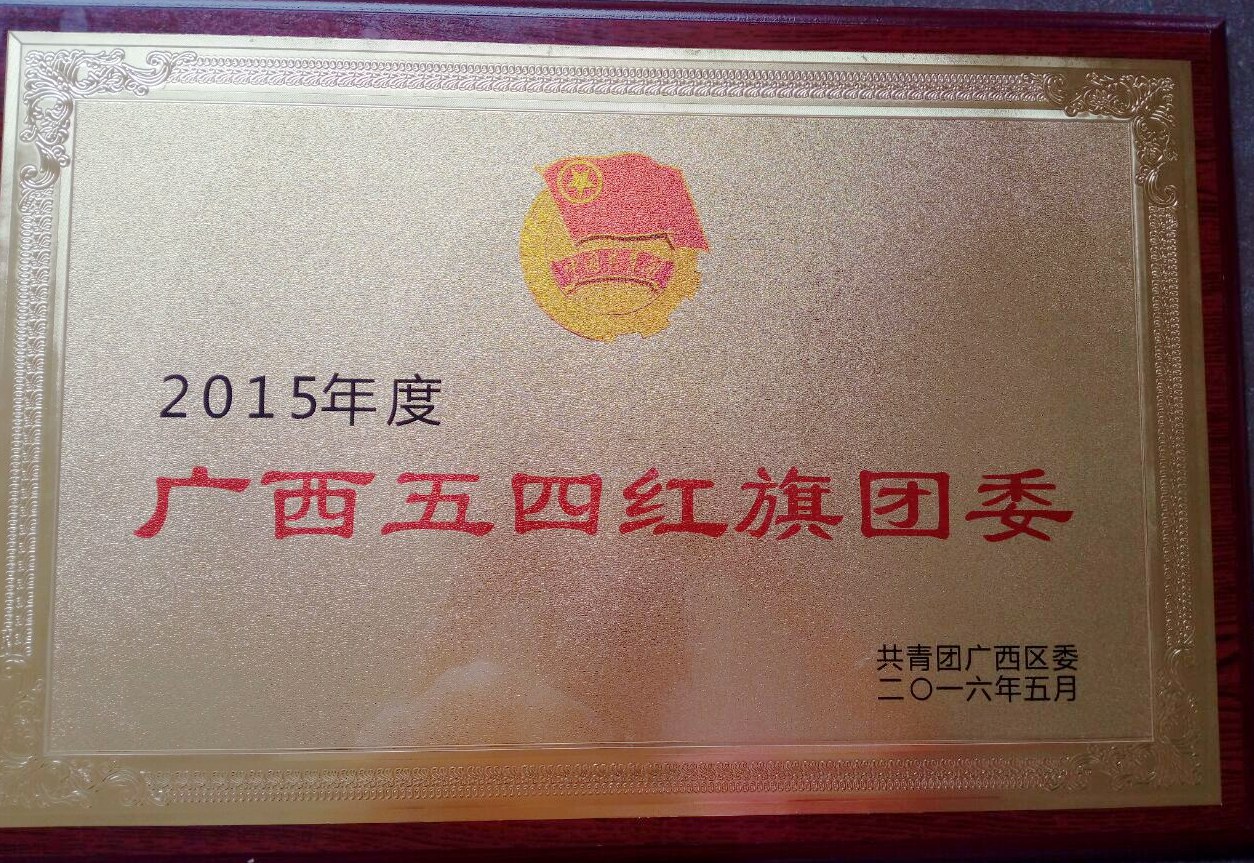 2015年度
广西五四红旗团委
共青团广西区委
二〇一六年五月